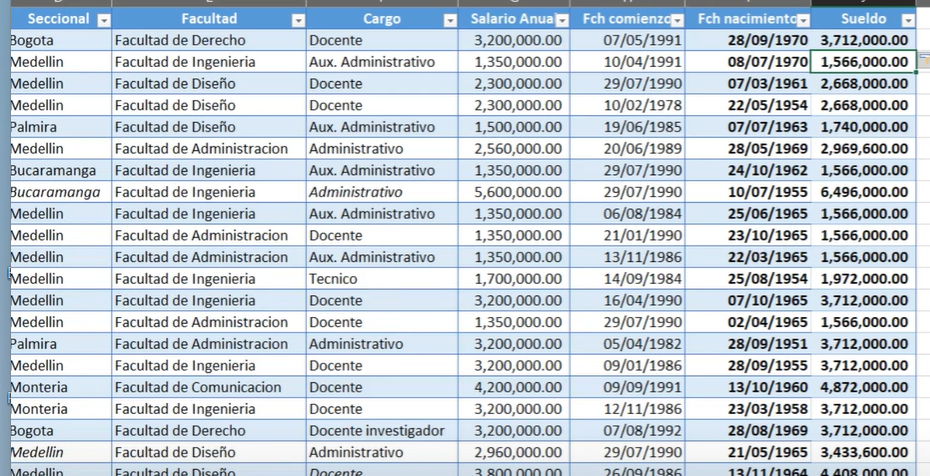 Seccional Facultad Cargo Salario Anual Fch comienzo Fch nacimiento Sueldo
Bogota Facultad de Derecho Docente 3,200,000.00 07/05/1991 28/09/1970 3,712,000.00
Medellin Facultad de Ingenieria Aux. Administrativo 1,350,000.00 10/04/1991 08/07/1970 1,566,000.00
Medellin Facultad de Diseño Docente 2,300,000.00 29/07/1990 07/03/1961 2,668,000.00
Medellin Facultad de Diseño Docente 2,300,000.00 10/02/1978 22/05/1954 2,668,000.00
Palmira Facultad de Diseño Aux. Administrativo 1,500,000.00 19/06/1985 07/07/1963 1,740,000.00
Medellin Facultad de Administracion Administrativo 2,560,000.00 20/06/1989 28/05/1969 2,969,600.00
Bucaramanga Facultad de Ingenieria Aux. Administrativo 1,350,000.00 29/07/1990 24/10/1962 1,566,000.00
Bucaramanga Facultad de Ingenieria Administrativo 5,600,000.00 29/07/1990 10/07/1955 6,496,000.00
Medellin Facultad de Ingenieria Aux. Administrativo 1,350,000.00 06/08/1984 25/06/1965 1,566,000.00
Medellin Facultad de Administracion Docente 1,350,000.00 21/01/1990 23/10/1965 1,566,000.00
Medellin Facultad de Administracion Aux. Administrativo 1,350,000.00 13/11/1986 22/03/1965 1,566,000.00
Medellin Facultad de Ingenieria Tecnico 1,700,000.00 14/09/1984 25/08/1954 1,972,000.00
Medellin Facultad de Ingenieria Docente 3,200,000.00 16/04/1990 07/10/1965 3,712,000.00
Medellin Facultad de Administracion Docente 1,350,000.00 29/07/1990 02/04/1965 1,566,000.00
Palmira Facultad de Administracion Administrativo 3,200,000.00 05/04/1982 28/09/1951 3,712,000.00
Medellin Facultad de Ingenieria Docente 3,200,000.00 09/01/1986 28/09/1955 3,712,000.00
Monteria Facultad de Comunicacion Docente 4,200,000.00 09/09/1991 13/10/1960 4,872,000.00
Monteria Facultad de Ingenieria Docente 3,200,000.00 12/11/1986 23/03/1958 3,712,000.00
Bogota Facultad de Derecho Docente investigador 3,200,000.00 07/08/1992 28/08/1969 3,712,000.00
Medellin Facultad de Diseño Administrativo 2,960,000.00 29/07/1990 21/05/1965 3,433,600.00
Medellin Facultad de Diseño Docente 3,800,000.00 26/09/1986 13/11/1964 4,408,000.00